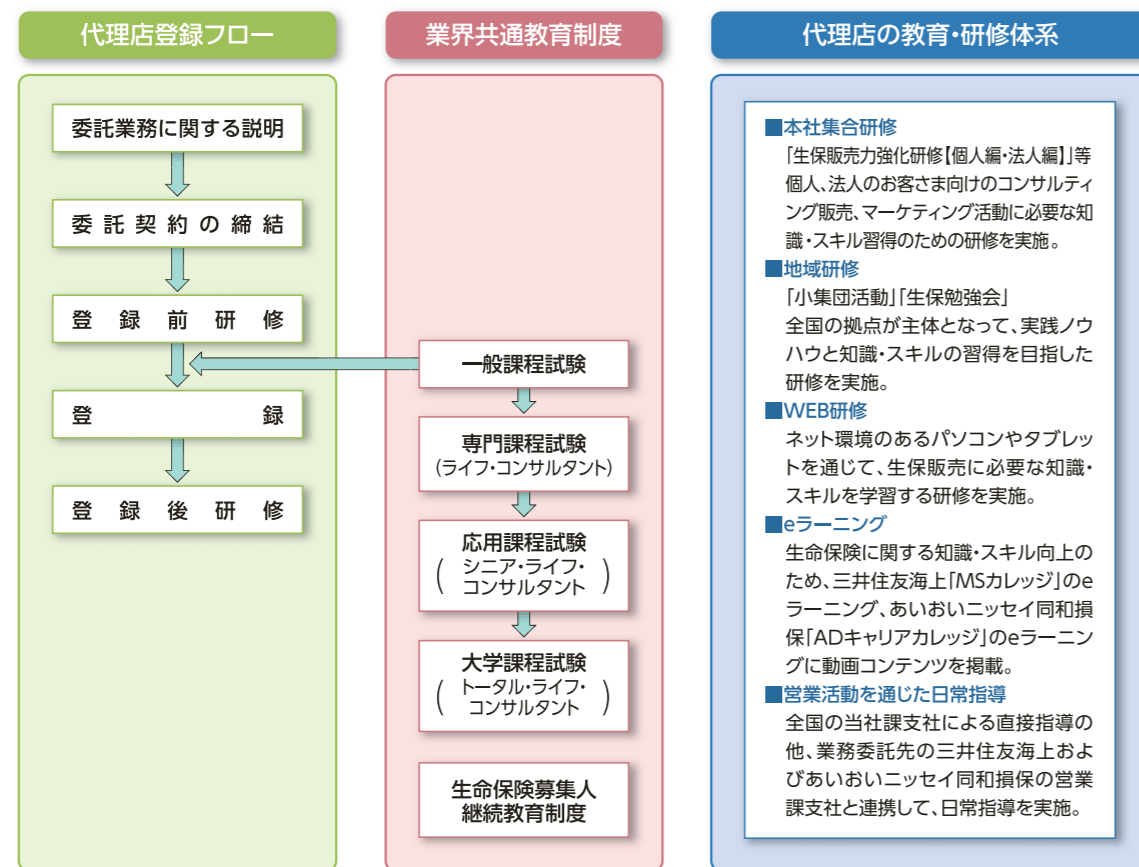 代理店登録フロー
委託業務に関する説明
委託契約の締結
登録前研修
登録
登録後研修
業界共通教育制度
一般課程試験
専門課程試験
(ライフ・コンサルタント)
応用課程試験
(シニア・ライフ・
コンサルタント)
大学課程試験
(トータル・ライフ・
コンサルタント)
生命保険募集人
継続教育制度
代理店の教育・研修体系
■本社集合研修
「生保販売力強化研修【個人編・法人編】」等
個人、法人のお客さま向けのコンサルティ
ング販売、マーケティング活動に必要な知
識・スキル習得のための研修を実施。
■地域研修
「小集団活動」「生保勉強会」
全国の拠点が主体となって、実践ノウ
ハウと知識・スキルの習得を目指した
研修を実施。
■WEB研修
ネット環境のあるパソコンやタブレッ
トを通じて、生保販売に必要な知識・
スキルを学習する研修を実施。
■eラーニング
生命保険に関する知識・スキル向上の
ため、三井住友海上「MSカレッジ」のe
ラーニング、あいおいニッセイ同和損
保「ADキャリアカレッジ」のeラーニン
グに動画コンテンツを掲載。
■営業活動を通じた日常指導
全国の当社課支社による直接指導の
他、業務委託先の三井住友海上およ
びあいおいニッセイ同和損保の営業
課支社と連携して、日常指導を実施。